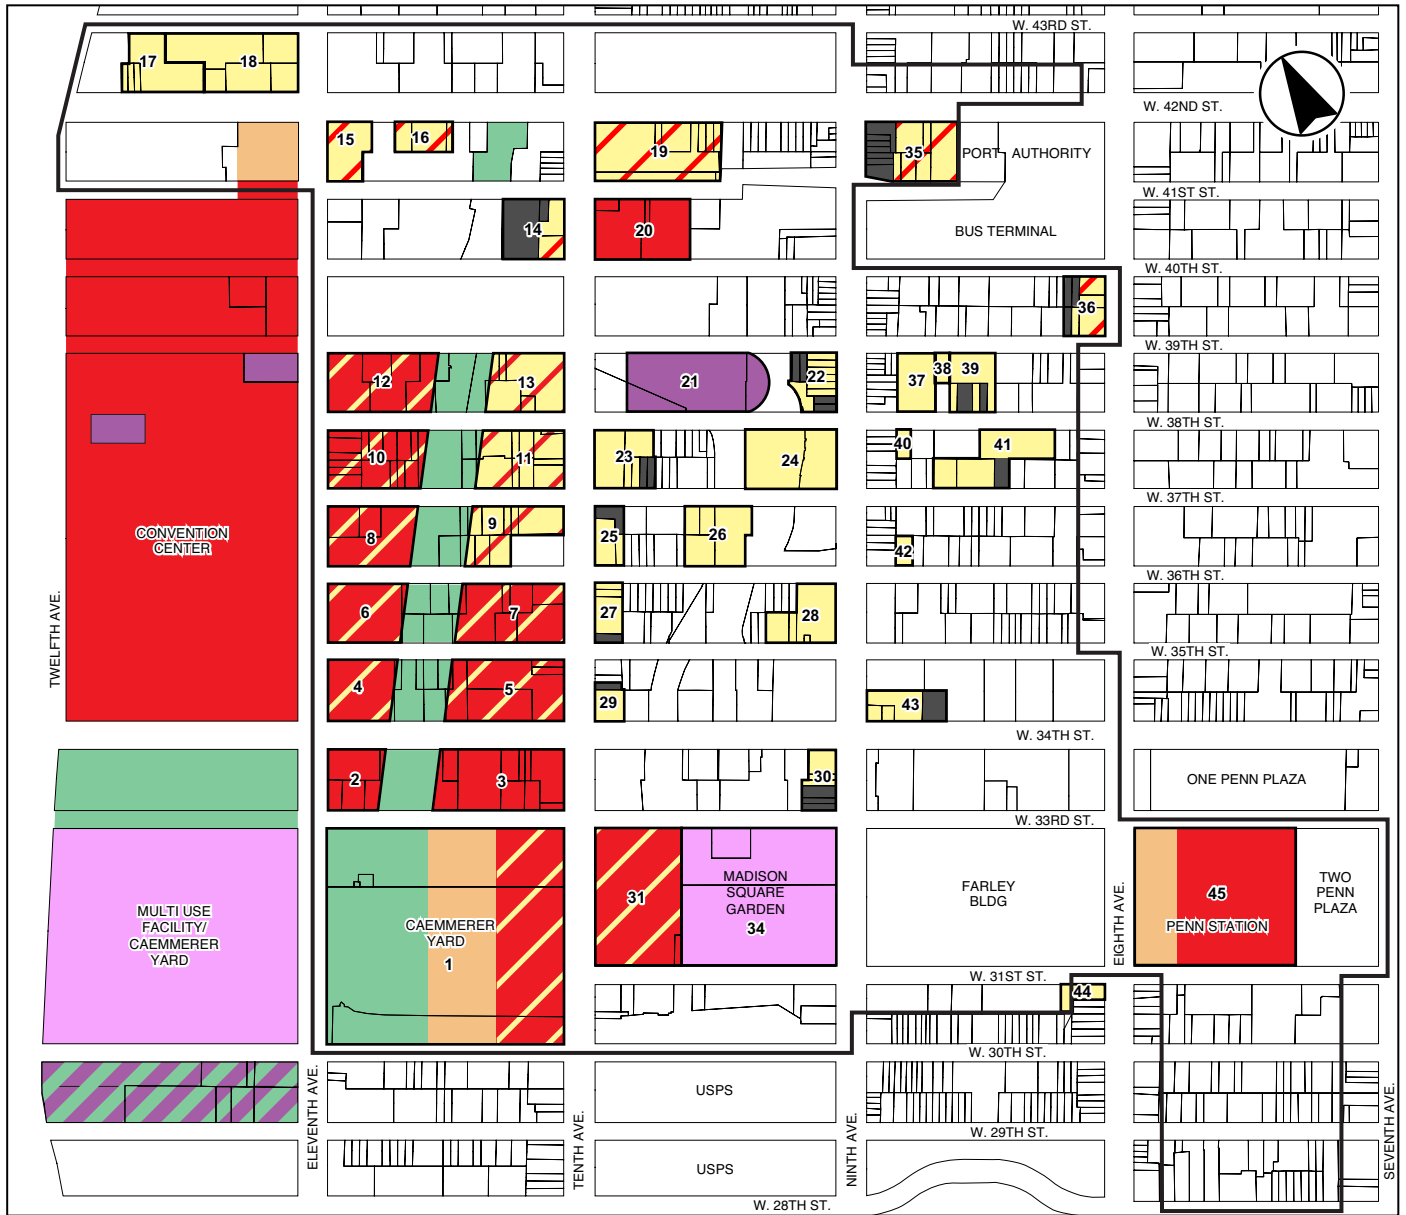 W. 43RD ST.
17
18
W. 42ND ST.
15
16
19
35
PORT AUTHORITY
W. 41ST ST.
14
20
BUS TERMINAL
W. 40TH ST.
36
W. 39TH ST.
12
13
21
22
37
38
39
W. 38TH ST.
10
11
23
24
40
41
W. 37TH ST.
CONVENTION
CENTER
8
9
25
26
42
W. 36TH ST.
TWELFTH AVE.
6
7
27
28
W. 35TH ST.
4
5
29
43
W. 34TH ST.
2
3
30
ONE PENN PLAZA
W. 33RD ST.
MULTI USE
FACILITY/
CAEMMERER
YARD
CAEMMERER
YARD
1
31
MADISON
SQUARE
GARDEN
34
FARLEY
BLDG
EIGHTH AVE.
45
PENN STATION
TWO
PENN
PLAZA
W. 31ST ST.
44
W. 30TH ST.
ELEVENTH AVE.
TENTH AVE.
USPS
NINTH AVE.
W. 29TH ST.
SEVENTH AVE.
USPS
W. 28TH ST.